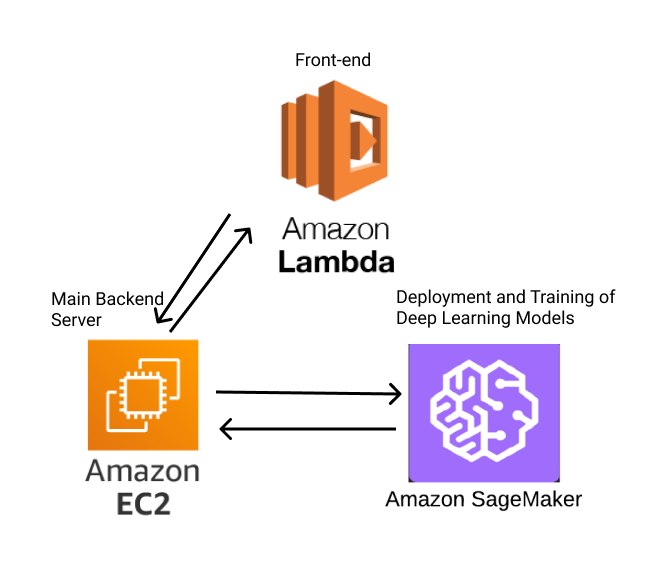 Front-end
Amazon
Lambda
Main Backend
Server
Deployment and Training of
Deep Learning Models
Amazon
EC2
Amazon SageMaker